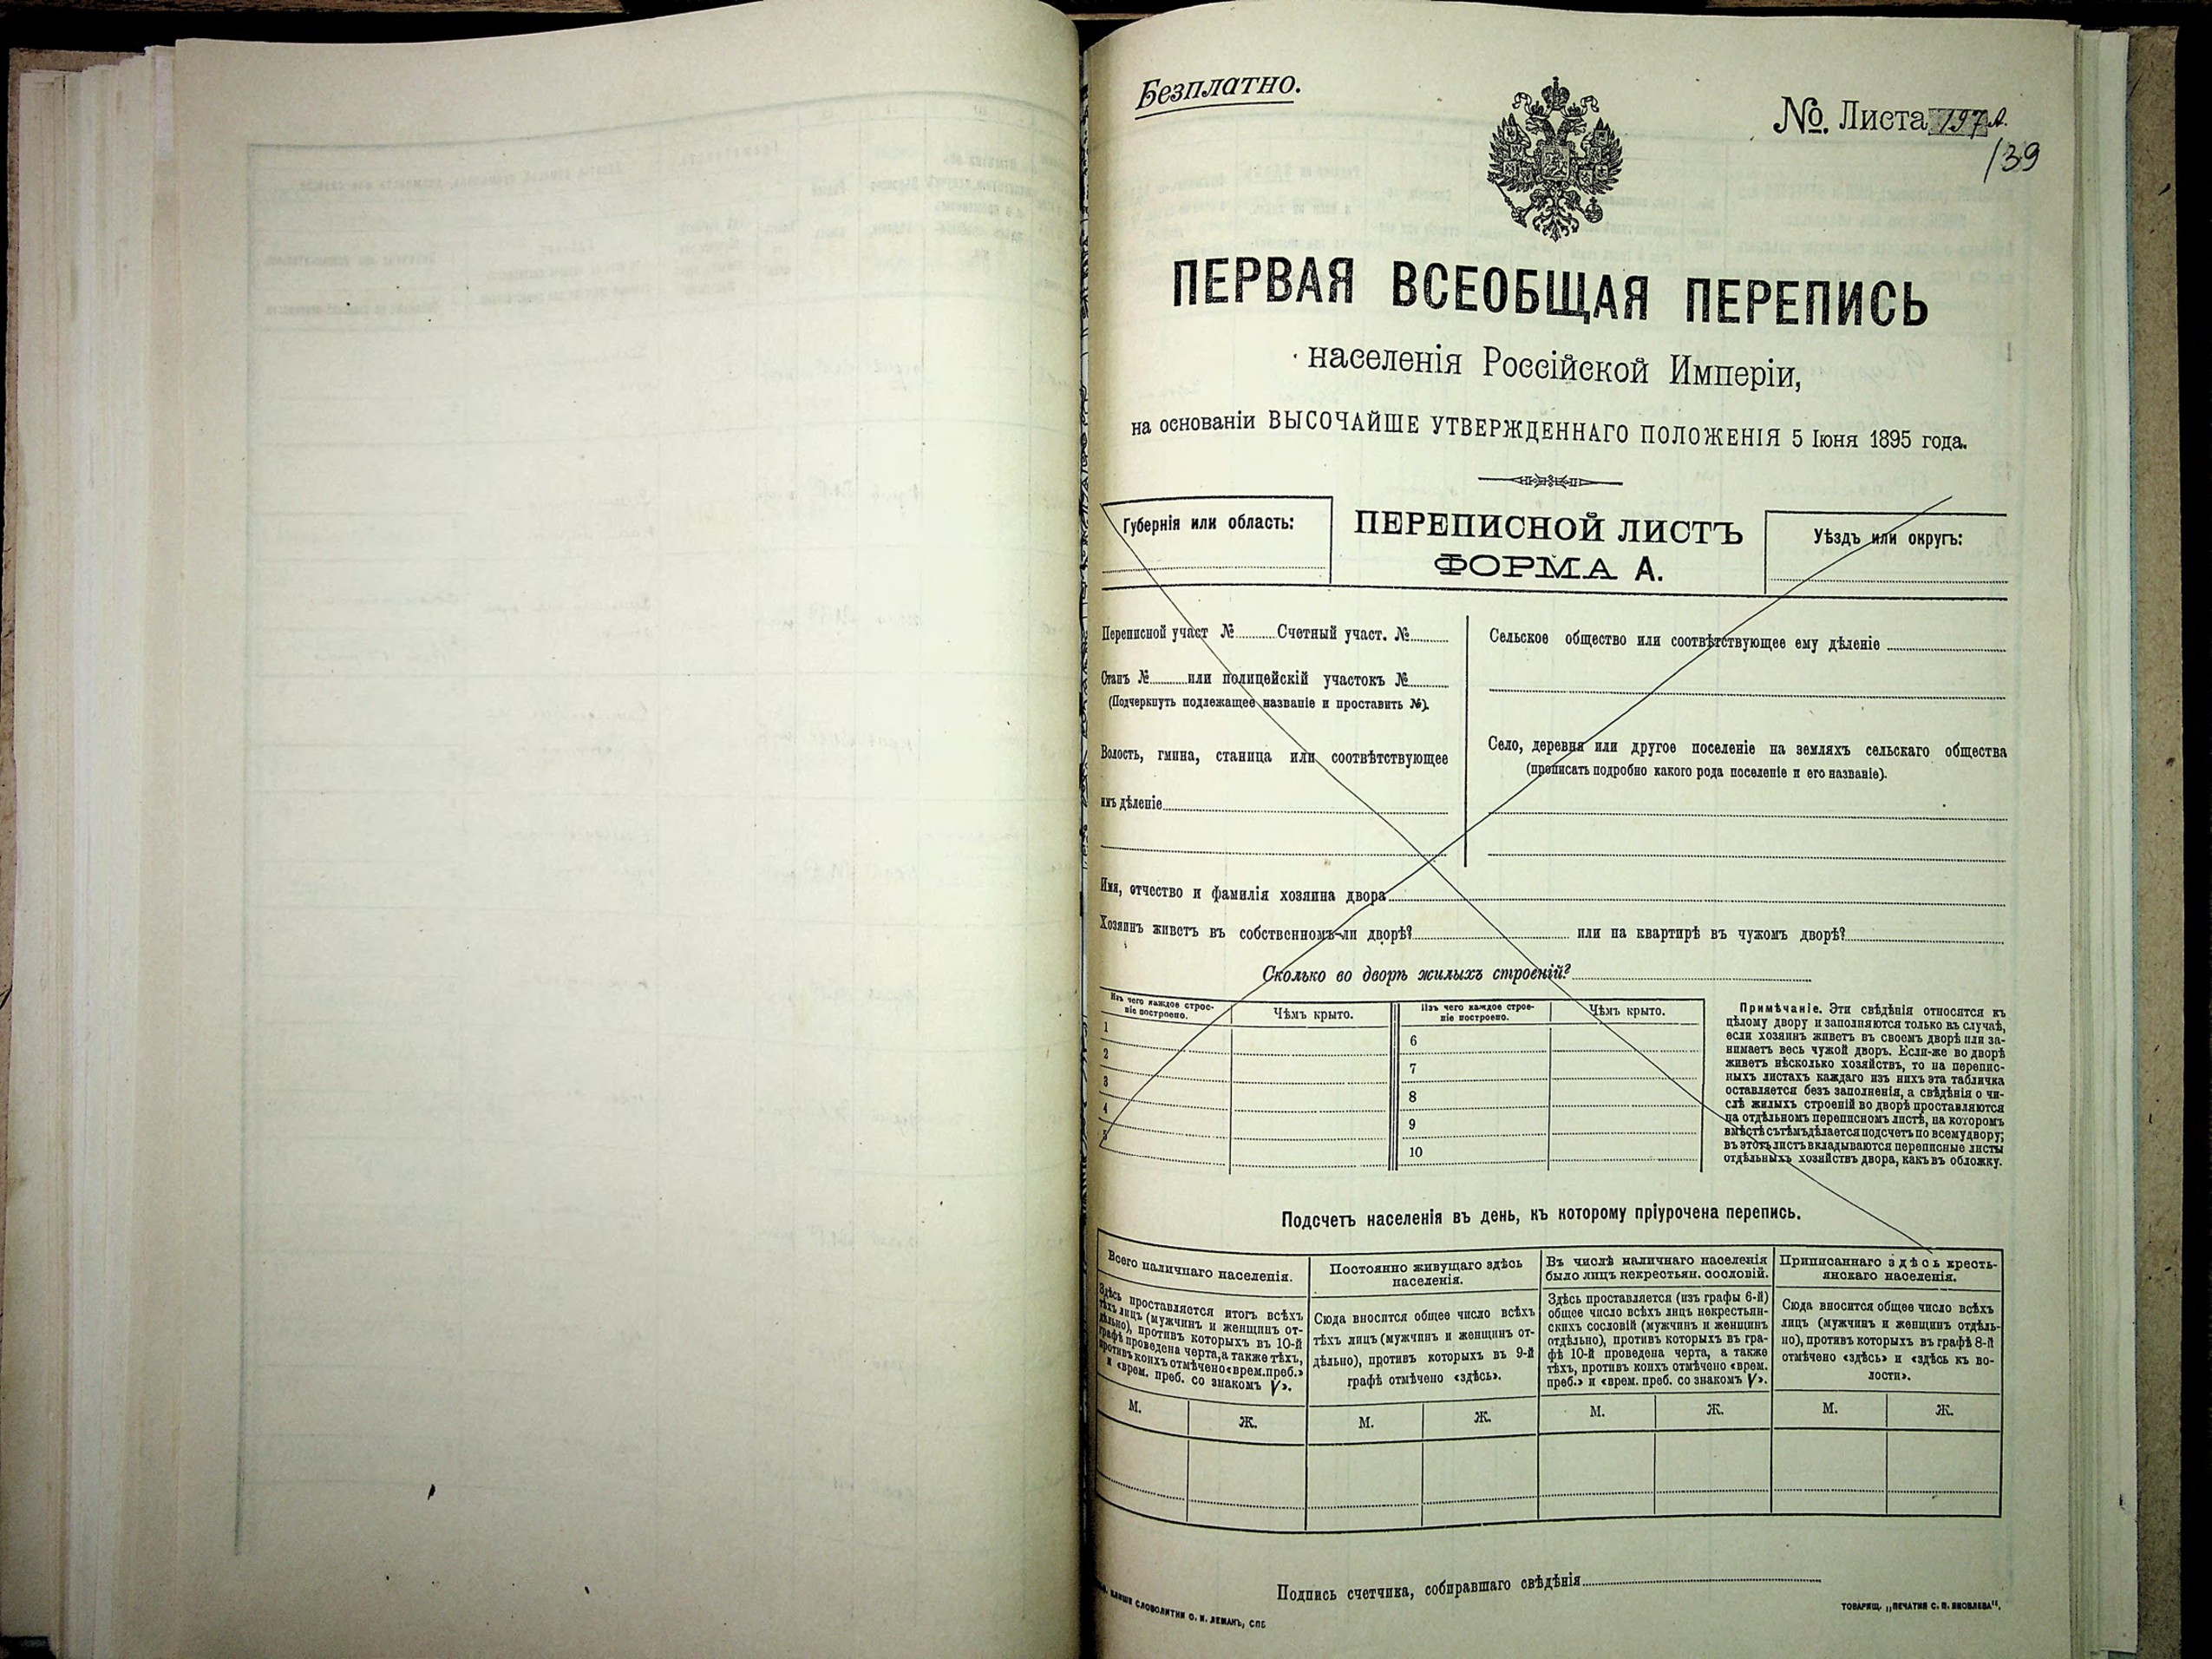 Безплатно.
№. Листа 197 А.
139
ПЕРВАЯ ВСЕОБЩАЯ ПЕРЕПИСЬ
населенія Россійской Имперіи,
на основаніи ВЫСОЧАЙШЕ УТВЕРЖДЕННАГО ПОЛОЖЕНІЯ 5 Іюня 1895 года.
Губернія или область:
ПЕРЕПИСНОЙ ЛИСТЪ
ФОРМА А.
Уѣздъ или округъ:
Переписной участ № Счетный участ. №
Станъ № или полицейскій участокъ №
(Подчеркнуть подлежащее названіе и проставить №).
Волость, гмина, станица или соотвѣтствующее
имъ дѣленіе
Сельское общество или соотвѣтствующее ему дѣленіе
Село, деревня или другое поселеніе на земляхъ сельскаго общества
(прописать подробно какого рода поселеніе и его названіе).
Имя, отчество и фамилія хозяина двора
Хозяинъ живетъ въ собственномъ-ли дворѣ? или на квартирѣ въ чужомъ дворѣ?
Сколько во дворѣ жилыхъ строеній?
Изъ чего каждое строе-
ніе построено.
Чѣмъ крыто.
1
2
3
4
5
Изъ чего каждое строе-
ніе построено.
Чѣмъ крыто.
6
7
8
9
10
Примѣчаніе. Эти свѣдѣнія относятся къ
цѣлому двору и заполняются только въ случаѣ,
если хозяинъ живетъ въ своемъ дворѣ или за-
нимаетъ весь чужой дворъ. Если-же во дворѣ
живетъ нѣсколько хозяйствъ, то на перепис-
ныхъ листахъ каждаго изъ нихъ эта табличка
оставляется безъ заполненія, а свѣдѣнія о чи-
слѣ жилыхъ строеній во дворѣ проставляются
на отдѣльномъ переписномъ листѣ, на которомъ
вмѣстѣ съ тѣмъ дѣлается подсчетъ по всему двору;
въ этотъ листъ вкладываются переписные листы
отдѣльныхъ хозяйствъ двора, какъ въ обложку.
Подсчетъ населенія въ день, къ которому пріурочена перепись.
Всего наличнаго населенія.
Здѣсь проставляется итогъ всѣхъ
тѣхъ лицъ (мужчинъ и женщинъ от-
дѣльно), противъ которыхъ въ 10-й
графѣ проведена черта, а также тѣхъ,
противъ коихъ отмѣчено «врем. преб.»
и «врем. преб. со знакомъ V».
М.
Ж.
Постоянно живущаго здѣсь
населенія.
Сюда вносится общее число всѣхъ
тѣхъ лицъ (мужчинъ и женщинъ от-
дѣльно), противъ которыхъ въ 9-й
графѣ отмѣчено «здѣсь».
М.
Ж.
Въ числѣ наличнаго населенія
было лицъ некрестьян. сословій.
Здѣсь проставляется (изъ графы 6-й)
общее число всѣхъ лицъ некрестьян-
скихъ сословій (мужчинъ и женщинъ
отдѣльно), противъ которыхъ въ гра-
фѣ 10-й проведена черта, а также
тѣхъ, противъ коихъ отмѣчено «врем.
преб.» и «врем. преб. со знакомъ V».
М.
Ж.
Приписаннаго здѣсь кресть-
янскаго населенія.
Сюда вносится общее число всѣхъ
лицъ (мужчинъ и женщинъ отдѣль-
но), противъ которыхъ въ графѣ 8-й
отмѣчено «здѣсь» и «здѣсь къ во-
лости».
М.
Ж.
Подпись счетчика, собиравшаго свѣдѣнія
СЛОВОЛИТНИ О. И. ЛЕМАНЪ, СПБ
ТОВАРИЩ. „ПЕЧАТНЯ С. П. ЯКОВЛЕВА".